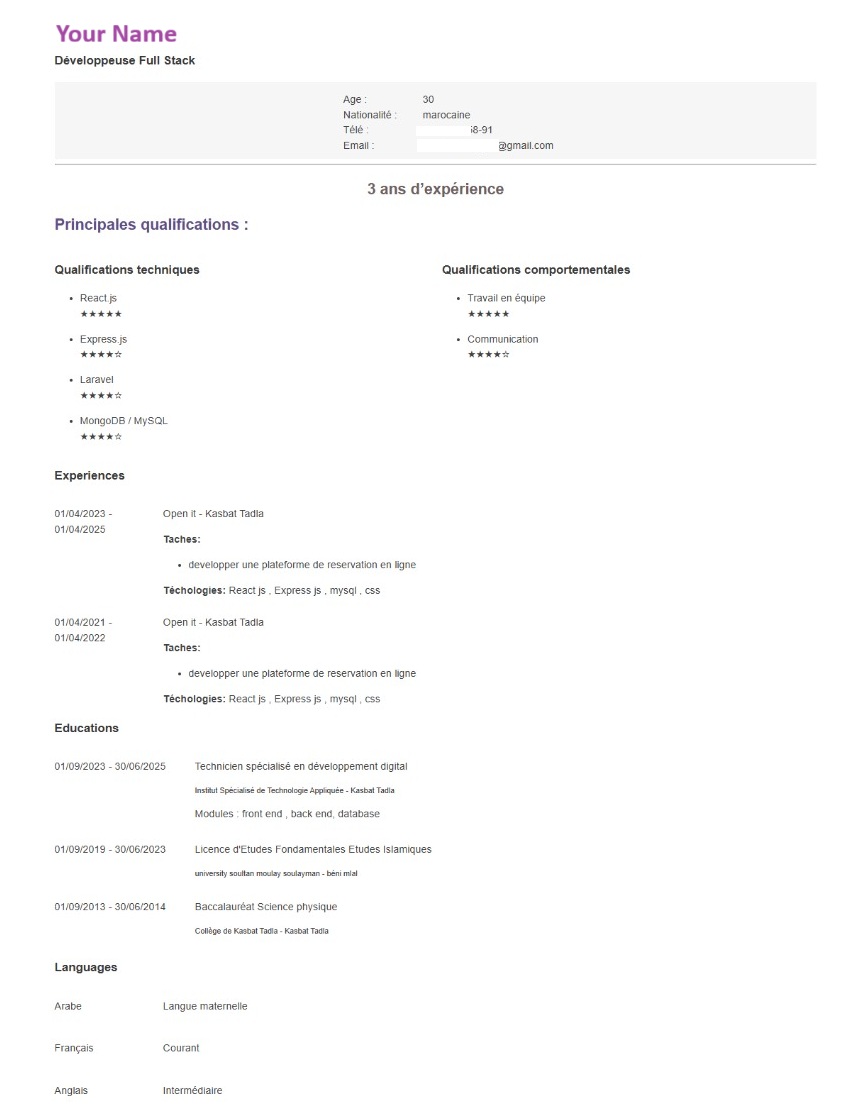 Your Name
Développeuse Full Stack
Age : 30
Nationalité : marocaine
Télé : 58-91
Email : @gmail.com
3 ans d’expérience
Principales qualifications :
Qualifications techniques
• React.js
★★★★★
• Express.js
★★★★☆
• Laravel
★★★★☆
• MongoDB / MySQL
★★★★☆
Qualifications comportementales
• Travail en équipe
★★★★★
• Communication
★★★★☆
Experiences
01/04/2023 - Open it - Kasbat Tadla
01/04/2025
Taches:
• developper une plateforme de reservation en ligne
Téchologies: React js , Express js , mysql , css
01/04/2021 - Open it - Kasbat Tadla
01/04/2022
Taches:
• developper une plateforme de reservation en ligne
Téchologies: React js , Express js , mysql , css
Educations
01/09/2023 - 30/06/2025 Technicien spécialisé en développement digital
Institut Spécialisé de Technologie Appliquée - Kasbat Tadla
Modules : front end , back end, database
01/09/2019 - 30/06/2023 Licence d'Etudes Fondamentales Etudes Islamiques
university soultan moulay soulayman - béni mlal
01/09/2013 - 30/06/2014 Baccalauréat Science physique
Collège de Kasbat Tadla - Kasbat Tadla
Languages
Arabe Langue maternelle
Français Courant
Anglais Intermédiaire